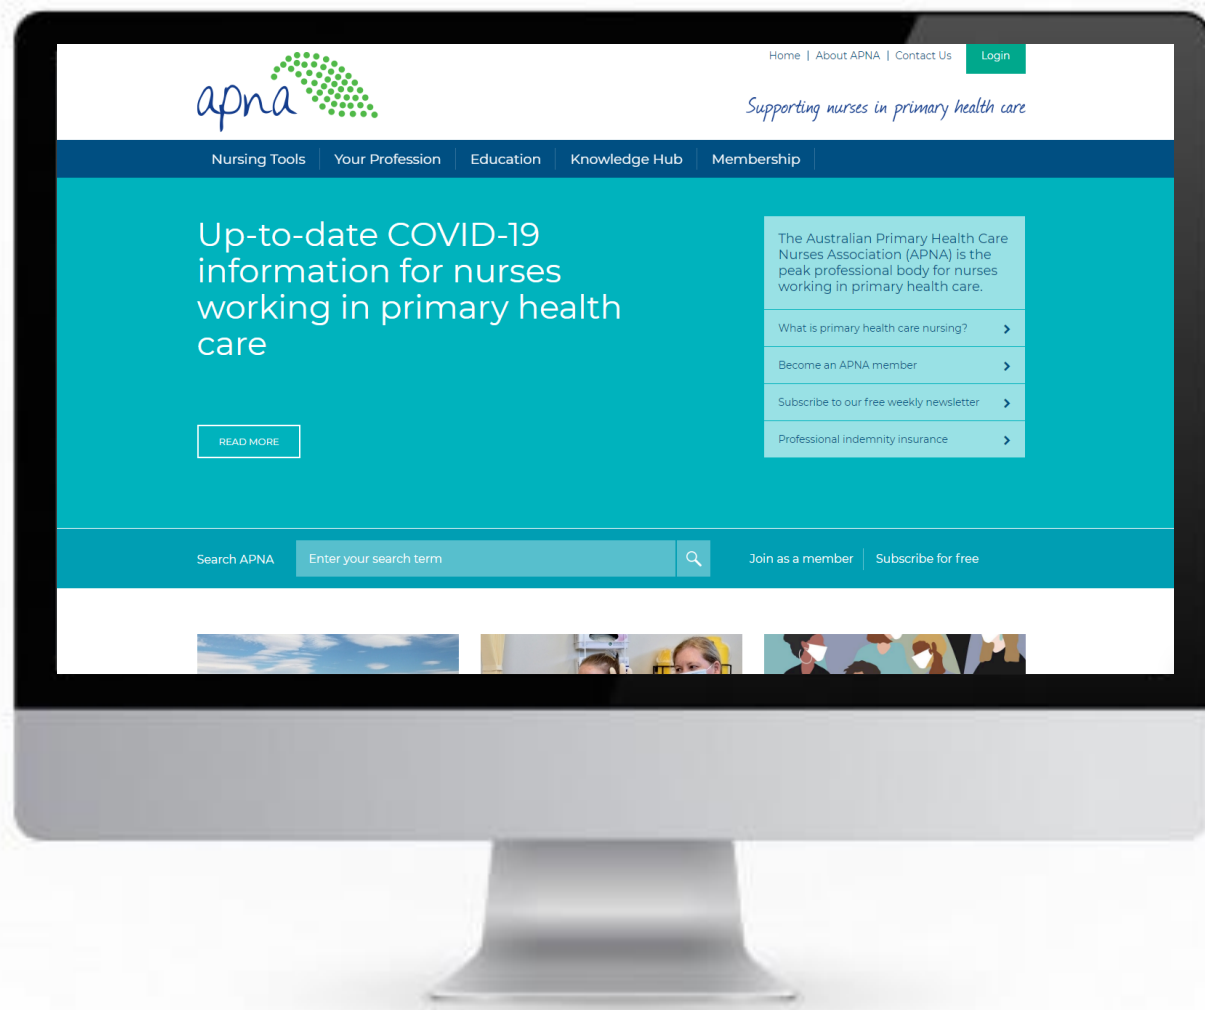 Home | About APNA | Contact Us
Login
apna
Supporting nurses in primary health care
Nursing Tools
Your Profession
Education
Knowledge Hub
Membership
Up-to-date COVID-19
information for nurses
working in primary health
care
READ MORE
The Australian Primary Health Care
Nurses Association (APNA) is the
peak professional body for nurses
working in primary health care.
What is primary health care nursing?
Become an APNA member
Subscribe to our free weekly newsletter
Professional indemnity insurance
Search APNA
Enter your search term
Join as a member
Subscribe for free